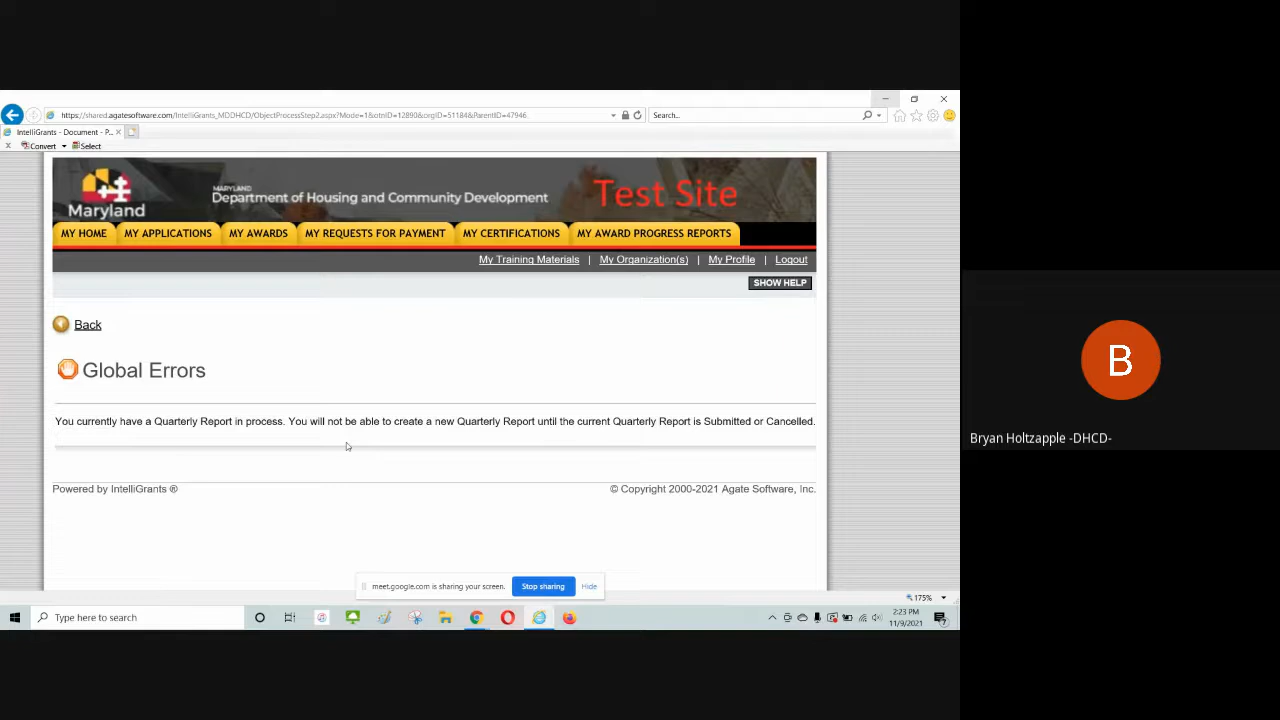 https://shared.agatesoftware.com/IntelliGrants_MDDHCD/ObjectProcessStep2.aspx?Mode=1&otnID=12890&orgID=51184&ParentID=47946
Search...
IntelliGrants - Document - P...
Convert
Select
Maryland
MARYLAND
Department of Housing and Community Development
Test Site
MY HOME
MY APPLICATIONS
MY AWARDS
MY REQUESTS FOR PAYMENT
MY CERTIFICATIONS
MY AWARD PROGRESS REPORTS
My Training Materials | My Organization(s) | My Profile | Logout
SHOW HELP
Back
Global Errors
You currently have a Quarterly Report in process. You will not be able to create a new Quarterly Report until the current Quarterly Report is Submitted or Cancelled.
Powered by IntelliGrants ®
© Copyright 2000-2021 Agate Software, Inc.
meet.google.com is sharing your screen.
Stop sharing
Hide
175%
Type here to search
2:23 PM
11/9/2021
B
Bryan Holtzapple -DHCD-